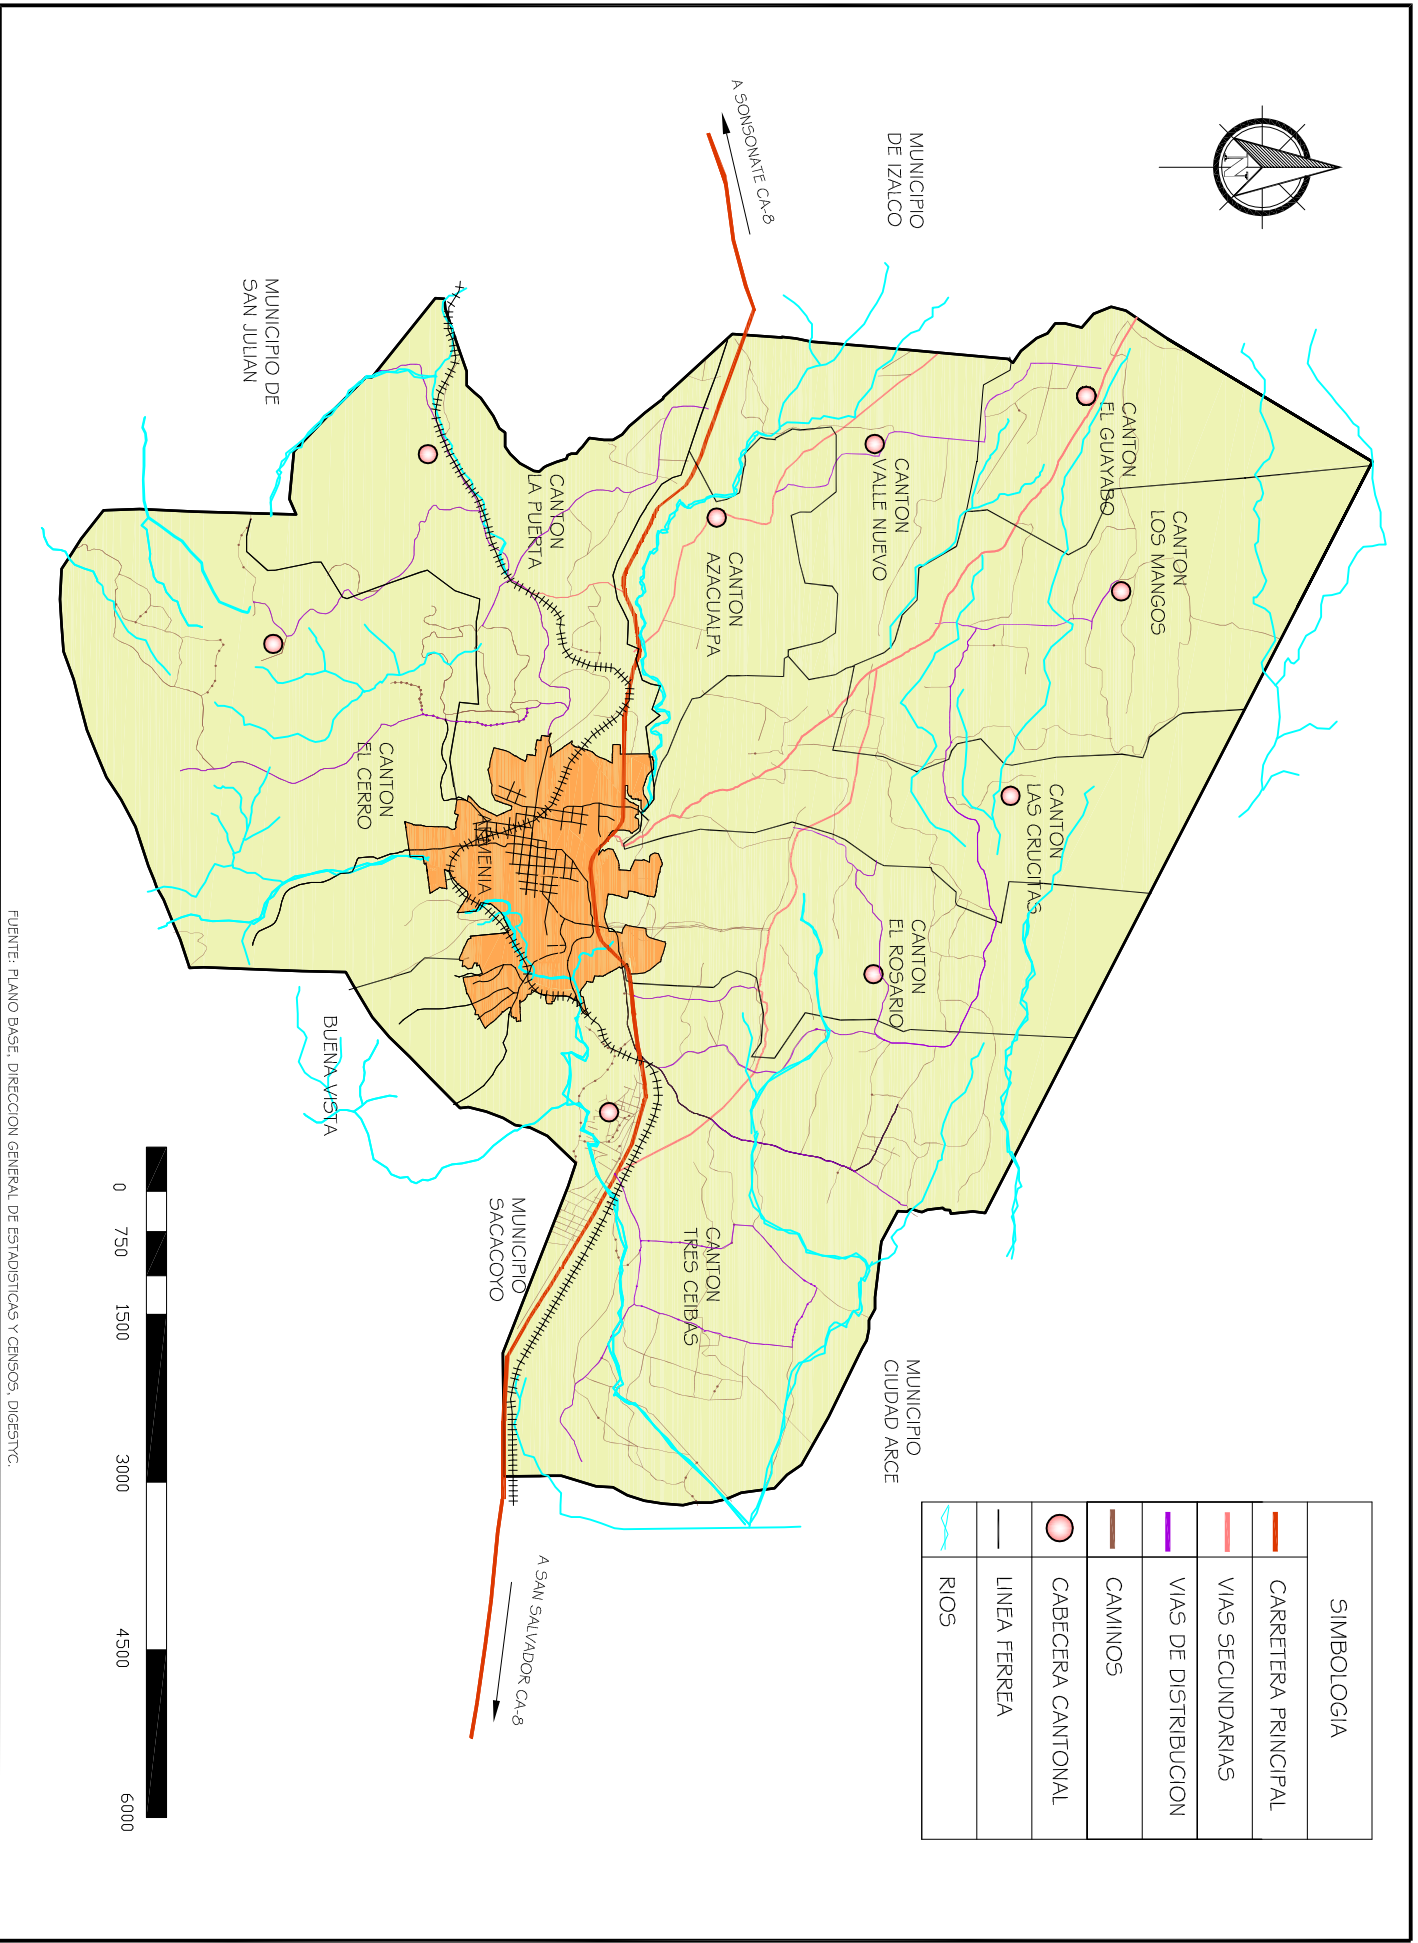 N
A SONSONATE CA-8
MUNICIPIO
DE IZALCO
MUNICIPIO DE
SAN JULIAN
CANTON
EL GUAYABO
CANTON
LOS MANGOS
CANTON
VALLE NUEVO
CANTON
AZACUALPA
CANTON
LA PUERTA
CANTON
LAS CRUCITAS
CANTON
EL CERRO
ARMENIA
CANTON
EL ROSARIO
BUENA VISTA
MUNICIPIO
SACACOYO
CANTON
TRES CEIBAS
MUNICIPIO
CIUDAD ARCE
A SAN SALVADOR CA-8
SIMBOLOGIA
CARRETERA PRINCIPAL
VIAS SECUNDARIAS
VIAS DE DISTRIBUCION
CAMINOS
CABECERA CANTONAL
LINEA FERREA
RIOS
0 750 1500 3000 4500 6000
FUENTE: PLANO BASE, DIRECCION GENERAL DE ESTADISTICAS Y CENSOS, DIGESTYC.